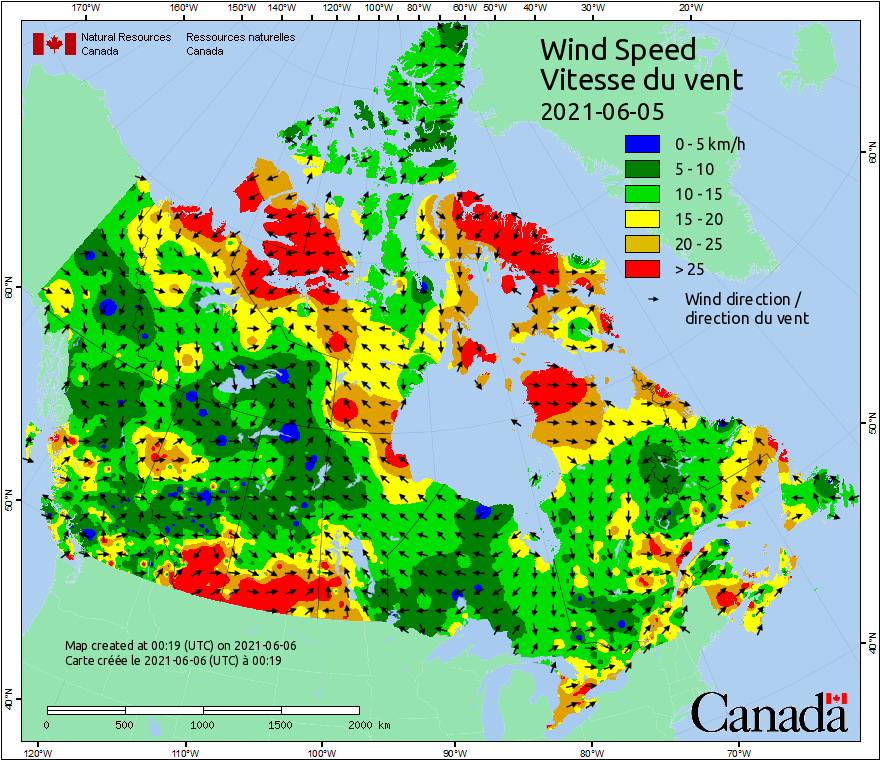 170°W 160°W 150°W 140°W 130°W 120°W 110°W 100°W 90°W 80°W 70°W 60°W 50°W 40°W 30°W 20°W
Natural Resources Canada
Ressources naturelles Canada
Wind Speed
Vitesse du vent
2021-06-05
0 - 5 km/h
5 - 10
10 - 15
15 - 20
20 - 25
> 25
Wind direction /
direction du vent
60°N
50°N
40°N
60°N
50°N
40°N
Map created at 00:19 (UTC) on 2021-06-06
Carte créée le 2021-06-06 (UTC) à 00:19
0 500 1000 1500 2000 km
Canada
120°W 110°W 100°W 90°W 80°W 70°W